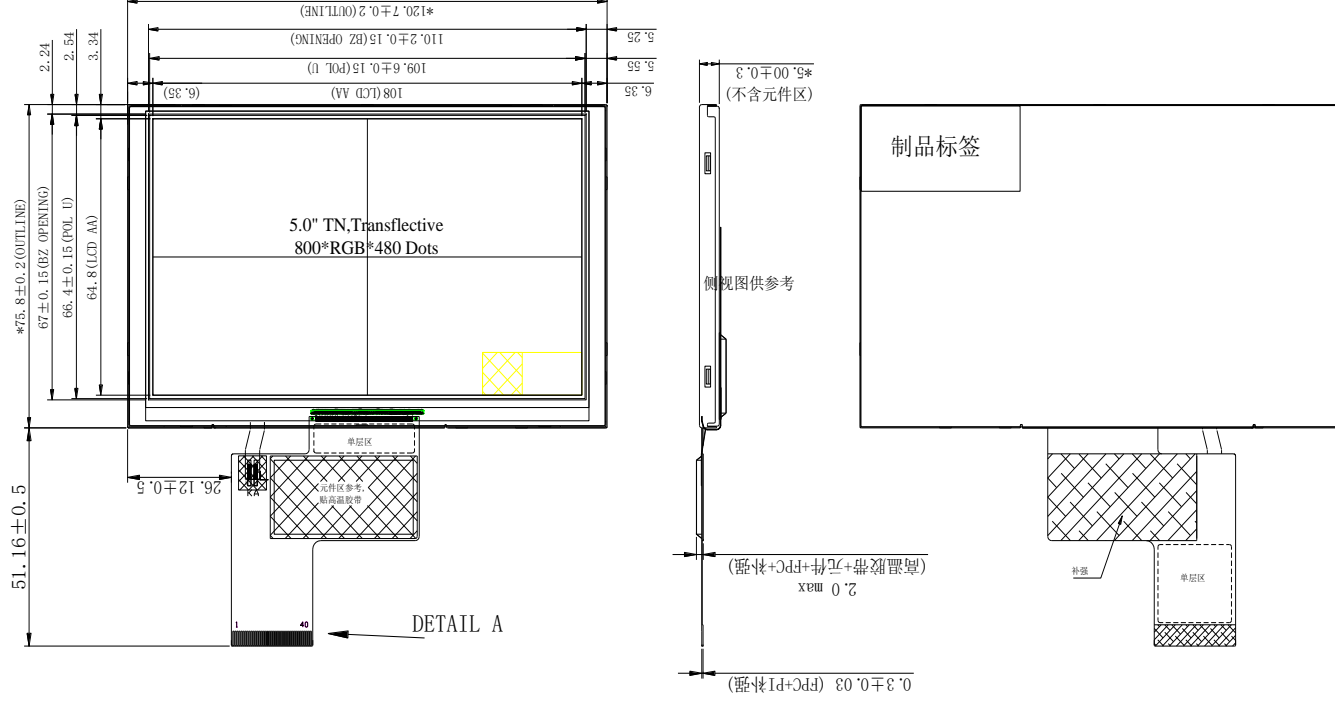 *120.7±0.2(OUTLINE)
110.2±0.15(BZ OPENING)
5.25
109.6±0.15(POL U)
5.55
(6.35)
108(LCD AA)
6.35
2.24
2.54
3.34
*75.8±0.2(OUTLINE)
67±0.15(BZ OPENING)
66.4±0.15(POL U)
64.8(LCD AA)
5.0" TN,Transflective
800*RGB*480 Dots
单层区
元件区参考,
贴高温胶带
KA
26.12±0.5
51.16±0.5
1
40
DETAIL A
*5.00±0.3
(不含元件区)
侧视图供参考
2.0 max
(高温胶带+元件+FPC+补强)
0.3±0.03 (FPC+PI补强)
制品标签
补强
单层区